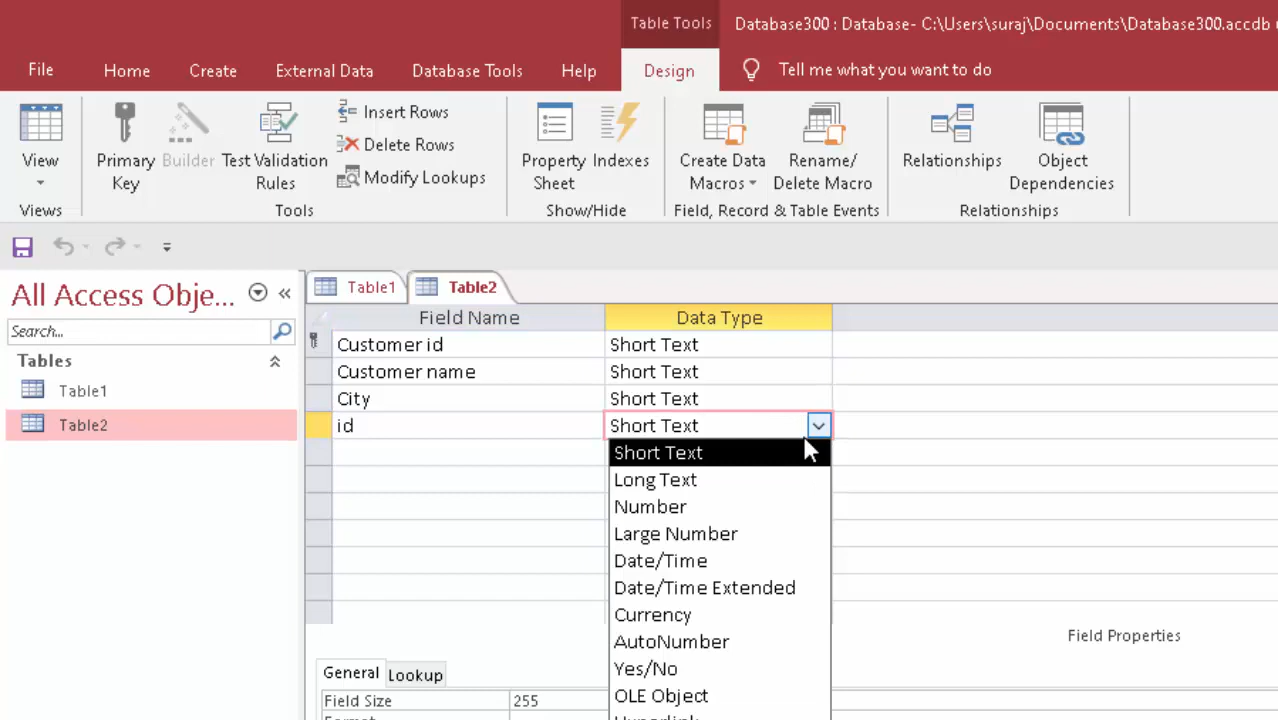 Table Tools
Database300 : Database- C:\Users\suraj\Documents\Database300.accdb
File Home Create External Data Database Tools Help Design Tell me what you want to do
View
Primary Key
Builder
Test Validation Rules
Insert Rows
Delete Rows
Modify Lookups
Property Sheet
Indexes
Create Data Macros
Rename/ Delete Macro
Relationships
Object Dependencies
Views Tools Show/Hide Field, Record & Table Events Relationships
All Access Obje...
Search...
Tables
Table1
Table2
Table1 Table2
Field Name Data Type
Customer id Short Text
Customer name Short Text
City Short Text
id Short Text
Short Text
Long Text
Number
Large Number
Date/Time
Date/Time Extended
Currency
AutoNumber
Yes/No
OLE Object
Field Properties
General Lookup
Field Size 255